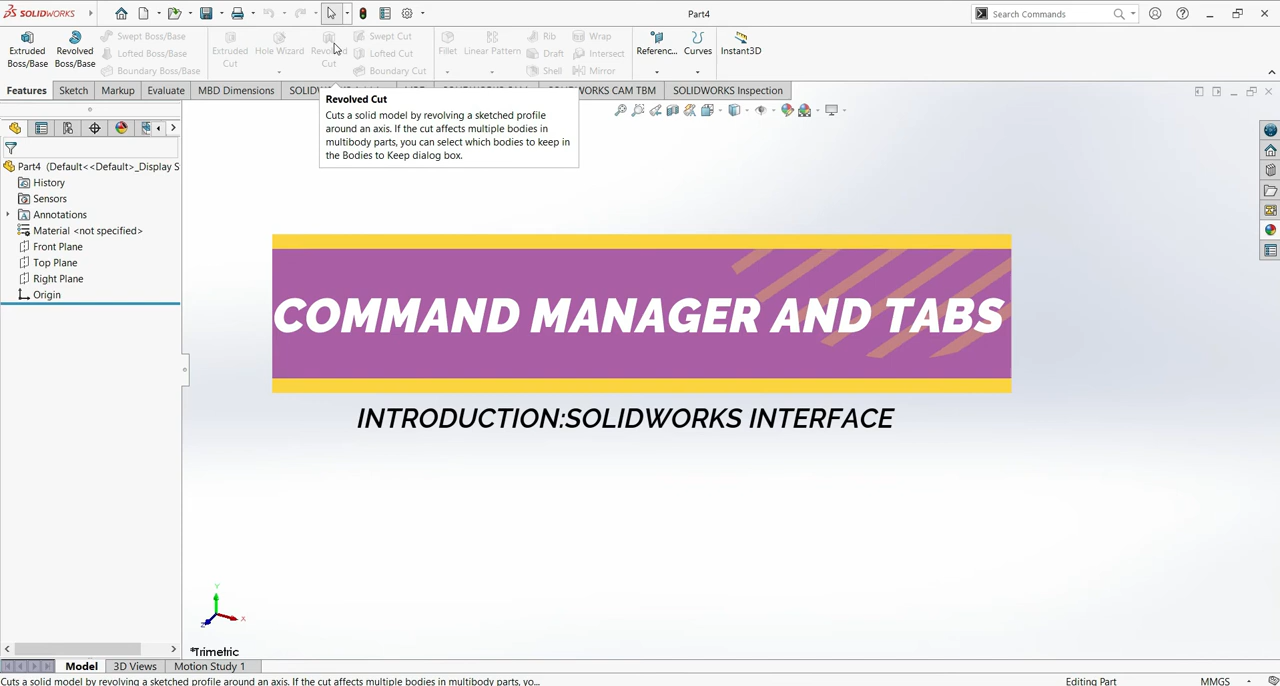 SOLIDWORKS
Part4
Search Commands
Extruded Boss/Base
Revolved Boss/Base
Swept Boss/Base
Lofted Boss/Base
Boundary Boss/Base
Extruded Cut
Hole Wizard
Revolved Cut
Swept Cut
Lofted Cut
Boundary Cut
Fillet
Linear Pattern
Rib
Draft
Shell
Wrap
Intersect
Mirror
Referenc...
Curves
Instant3D
Features
Sketch
Markup
Evaluate
MBD Dimensions
CAM TBM
SOLIDWORKS Inspection
Revolved Cut
Cuts a solid model by revolving a sketched profile
around an axis. If the cut affects multiple bodies in
multibody parts, you can select which bodies to keep in
the Bodies to Keep dialog box.
Part4 (Default<<Default>_Display S
History
Sensors
Annotations
Material <not specified>
Front Plane
Top Plane
Right Plane
Origin
COMMAND MANAGER AND TABS
INTRODUCTION:SOLIDWORKS INTERFACE
Y
X
Z
*Trimetric
Model
3D Views
Motion Study 1
Cuts a solid model by revolving a sketched profile around an axis. If the cut affects multiple bodies in multibody parts, yo...
Editing Part
MMGS